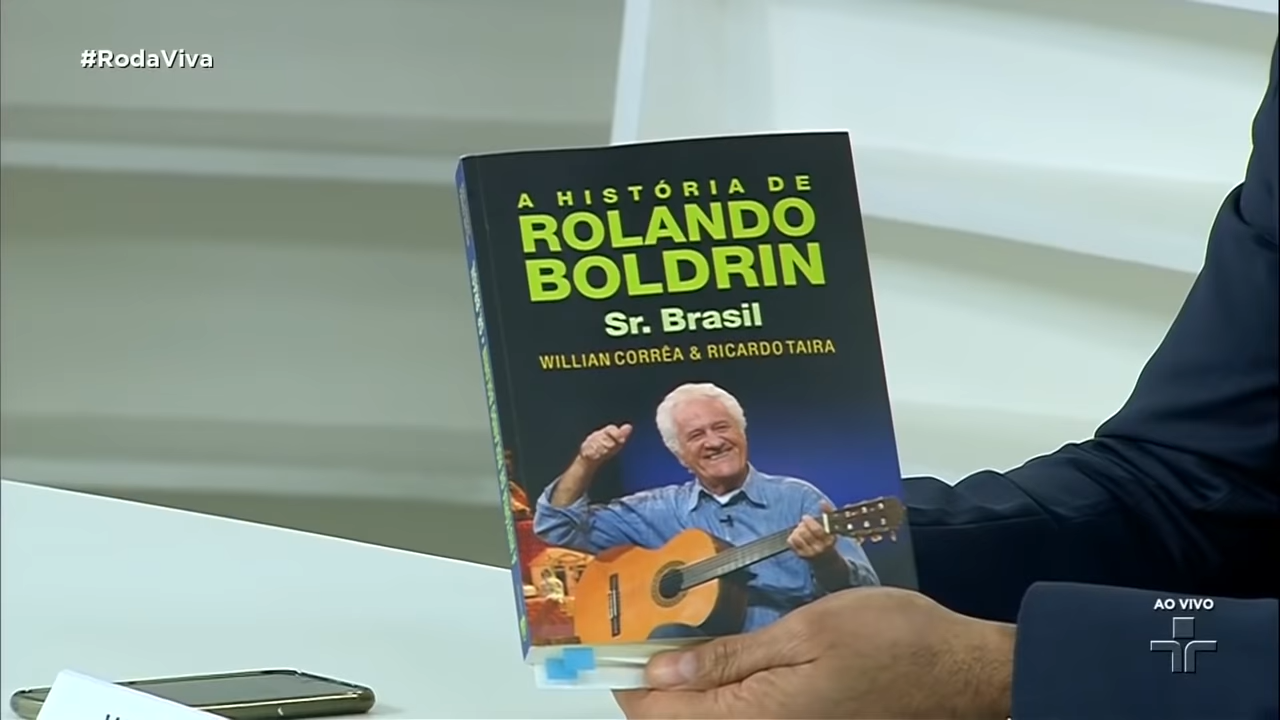 #RodaViva
A HISTÓRIA DE
ROLANDO
BOLDRIN
Sr. Brasil
WILLIAN CORRÊA & RICARDO TAIRA
AO VIVO